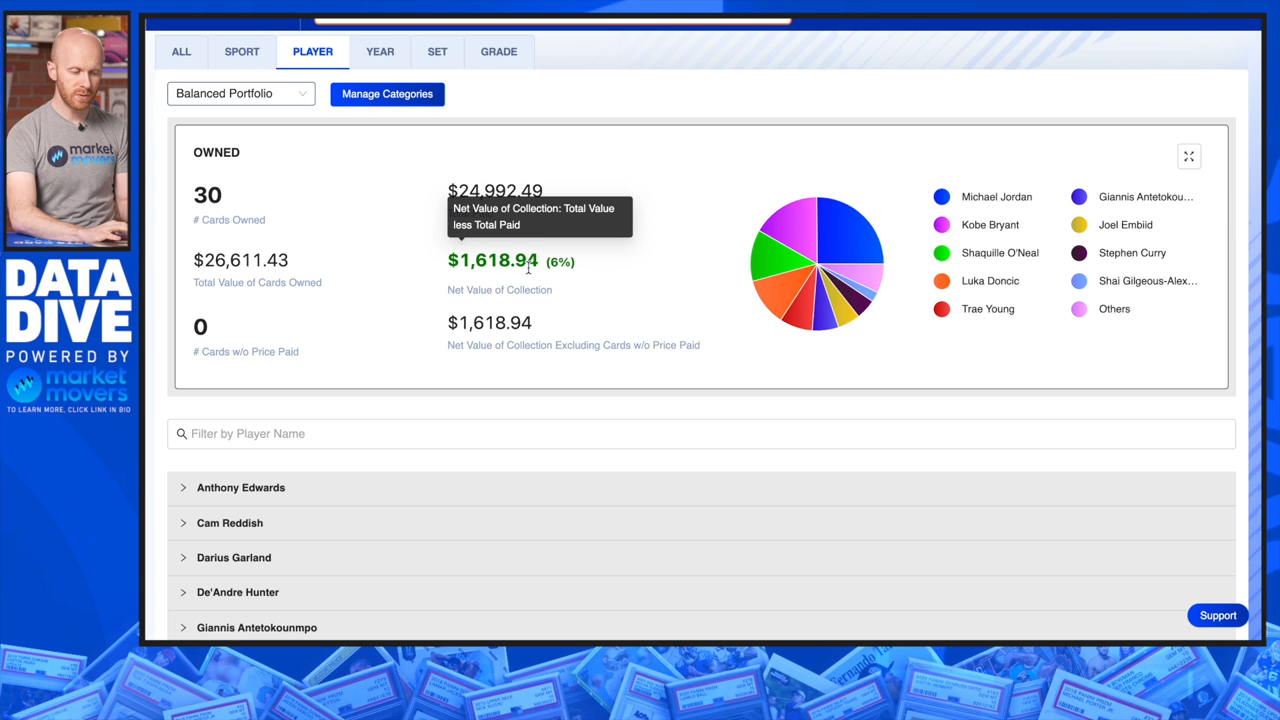 ALL
SPORT
PLAYER
YEAR
SET
GRADE
Balanced Portfolio
Manage Categories
OWNED
30
# Cards Owned
$26,611.43
Total Value of Cards Owned
0
# Cards w/o Price Paid
$24,992.49
Net Value of Collection: Total Value
less Total Paid
$1,618.94 (6%)
Net Value of Collection
$1,618.94
Net Value of Collection Excluding Cards w/o Price Paid
Michael Jordan
Kobe Bryant
Shaquille O'Neal
Luka Doncic
Trae Young
Giannis Antetokou...
Joel Embiid
Stephen Curry
Shai Gilgeous-Alex...
Others
Filter by Player Name
Anthony Edwards
Cam Reddish
Darius Garland
De'Andre Hunter
Giannis Antetokounmpo
Support
market
movers
DATA
DIVE
POWERED BY
market
movers
TO LEARN MORE, CLICK LINK IN BIO